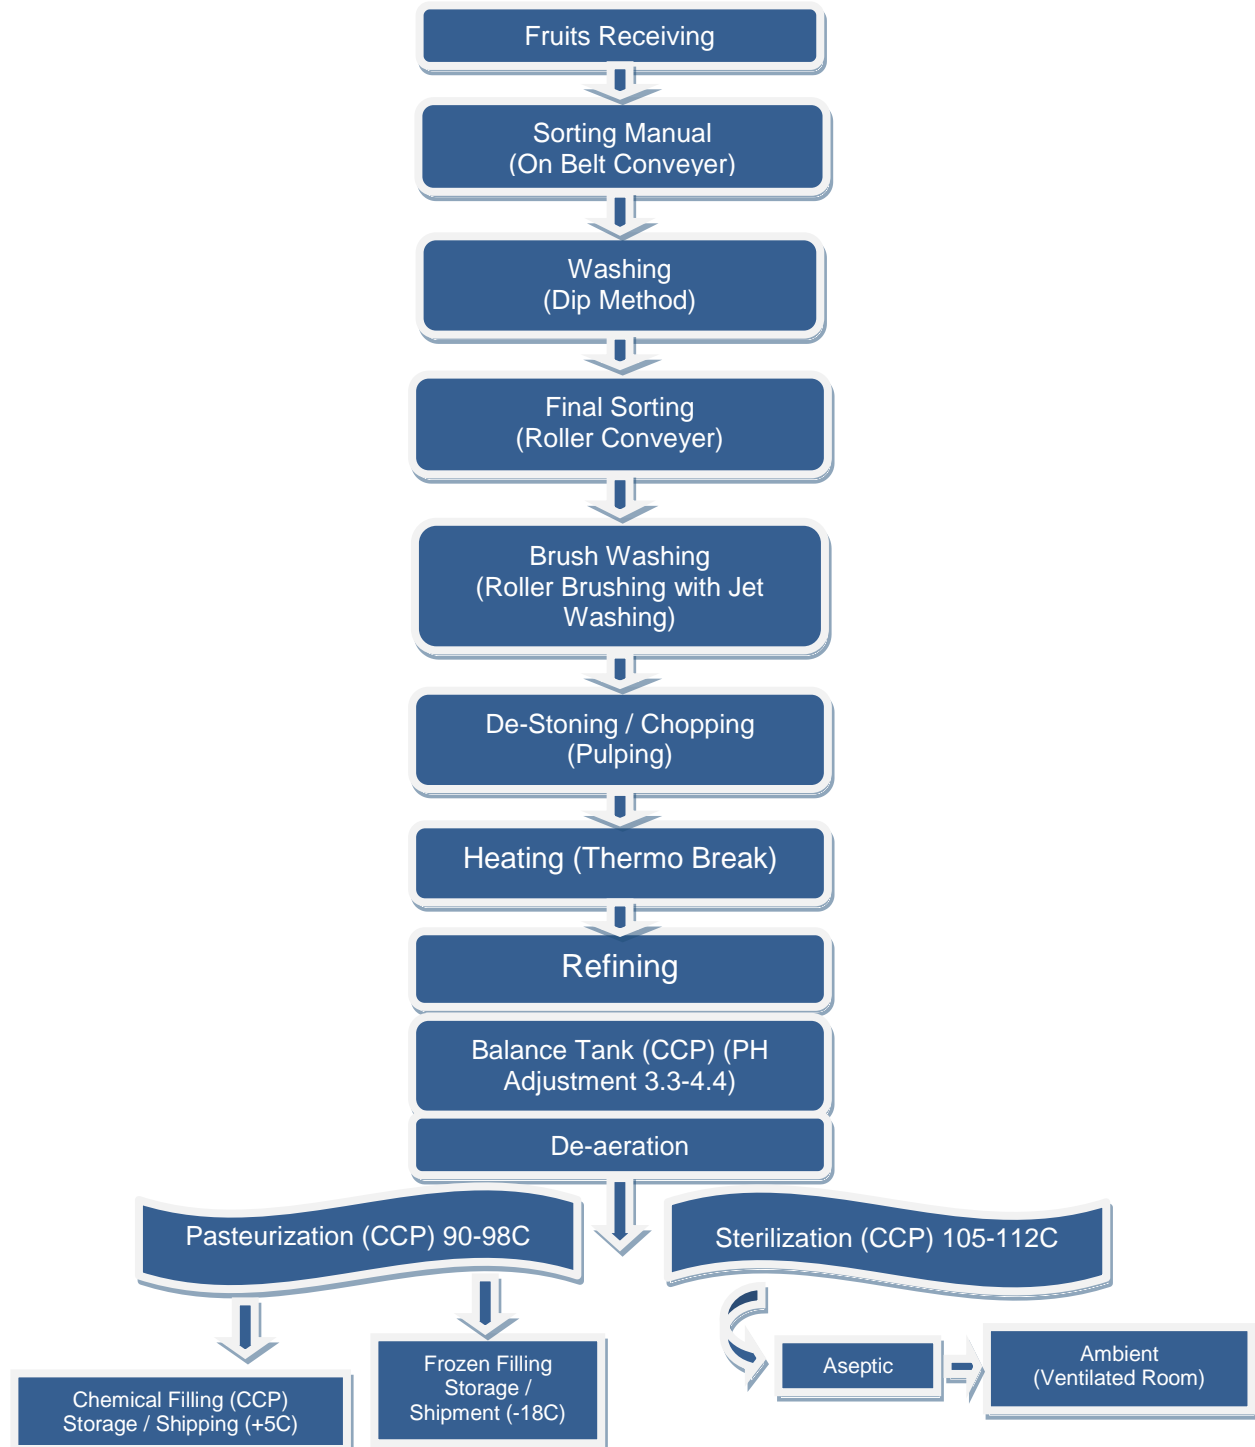 Fruits Receiving
Sorting Manual
(On Belt Conveyer)
Washing
(Dip Method)
Final Sorting
(Roller Conveyer)
Brush Washing
(Roller Brushing with Jet
Washing)
De-Stoning / Chopping
(Pulping)
Heating (Thermo Break)
Refining
Balance Tank (CCP) (PH
Adjustment 3.3-4.4)
De-aeration
Pasteurization (CCP) 90-98C
Sterilization (CCP) 105-112C
Chemical Filling (CCP)
Storage / Shipping (+5C)
Frozen Filling
Storage /
Shipment (-18C)
Aseptic
Ambient
(Ventilated Room)